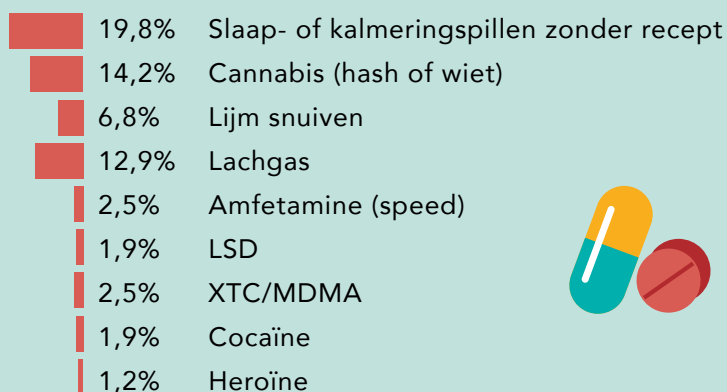 19,8% Slaap- of kalmeringspillen zonder recept
14,2% Cannabis (hash of wiet)
6,8% Lijm snuiven
12,9% Lachgas
2,5% Amfetamine (speed)
1,9% LSD
2,5% XTC/MDMA
1,9% Cocaïne
1,2% Heroïne